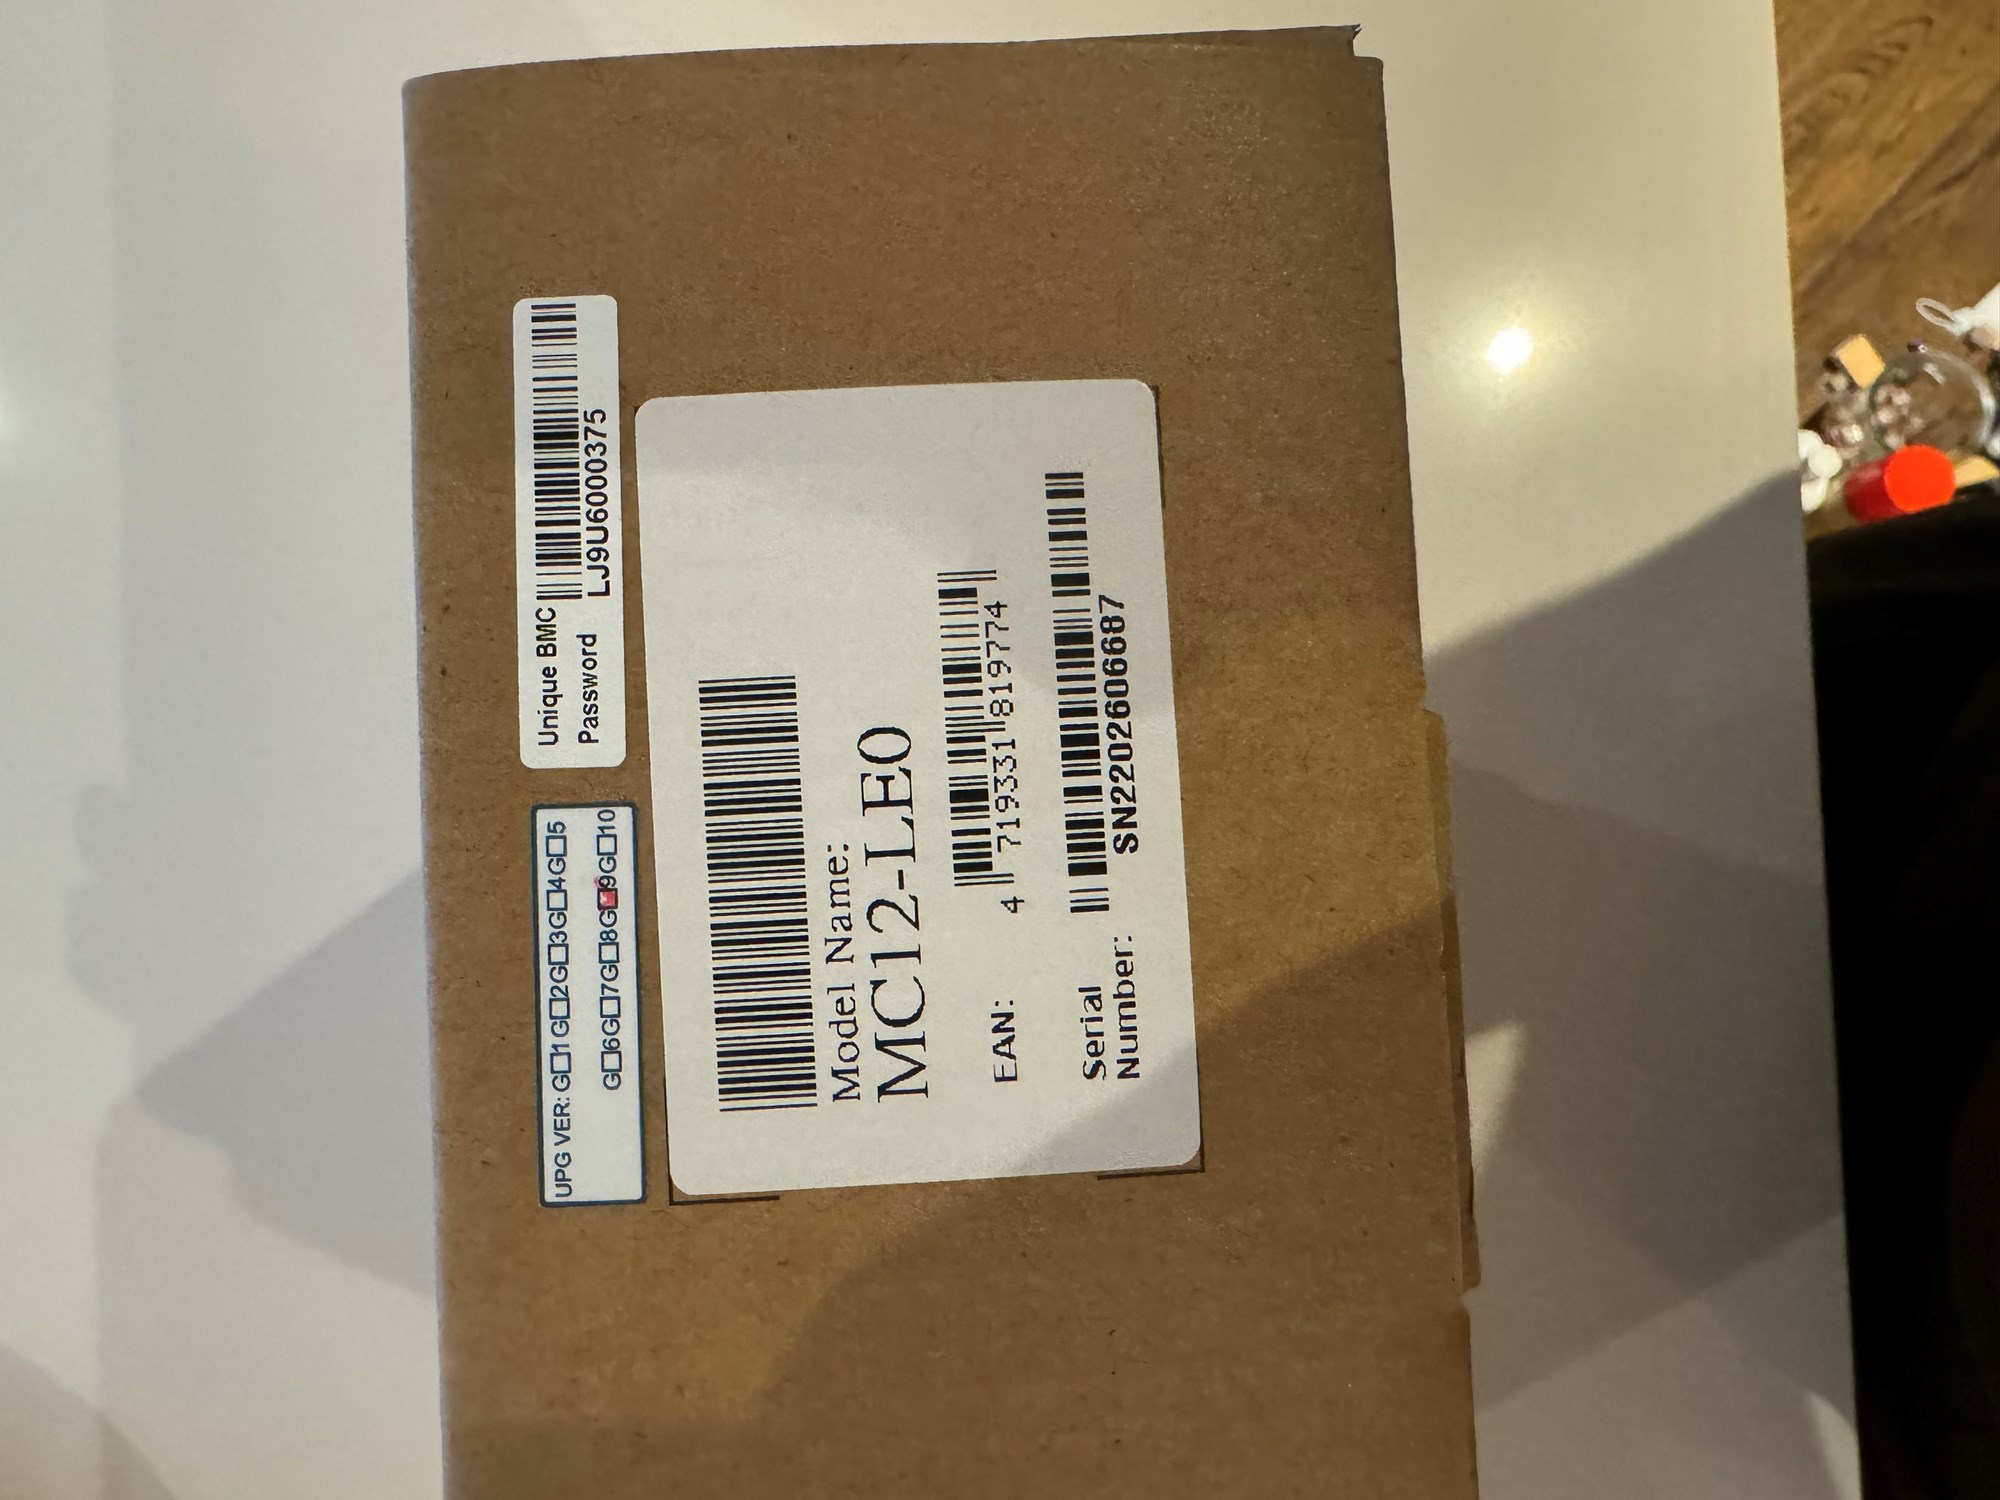 UPG VER: G□1G□2G□3G□4G□5
G□6G□7G□8G☑9G□10
Unique BMC
Password LJ9U6000375
Model Name:
MC12-LE0
EAN: 4 719331 819774
Serial
Number: SN2202606687